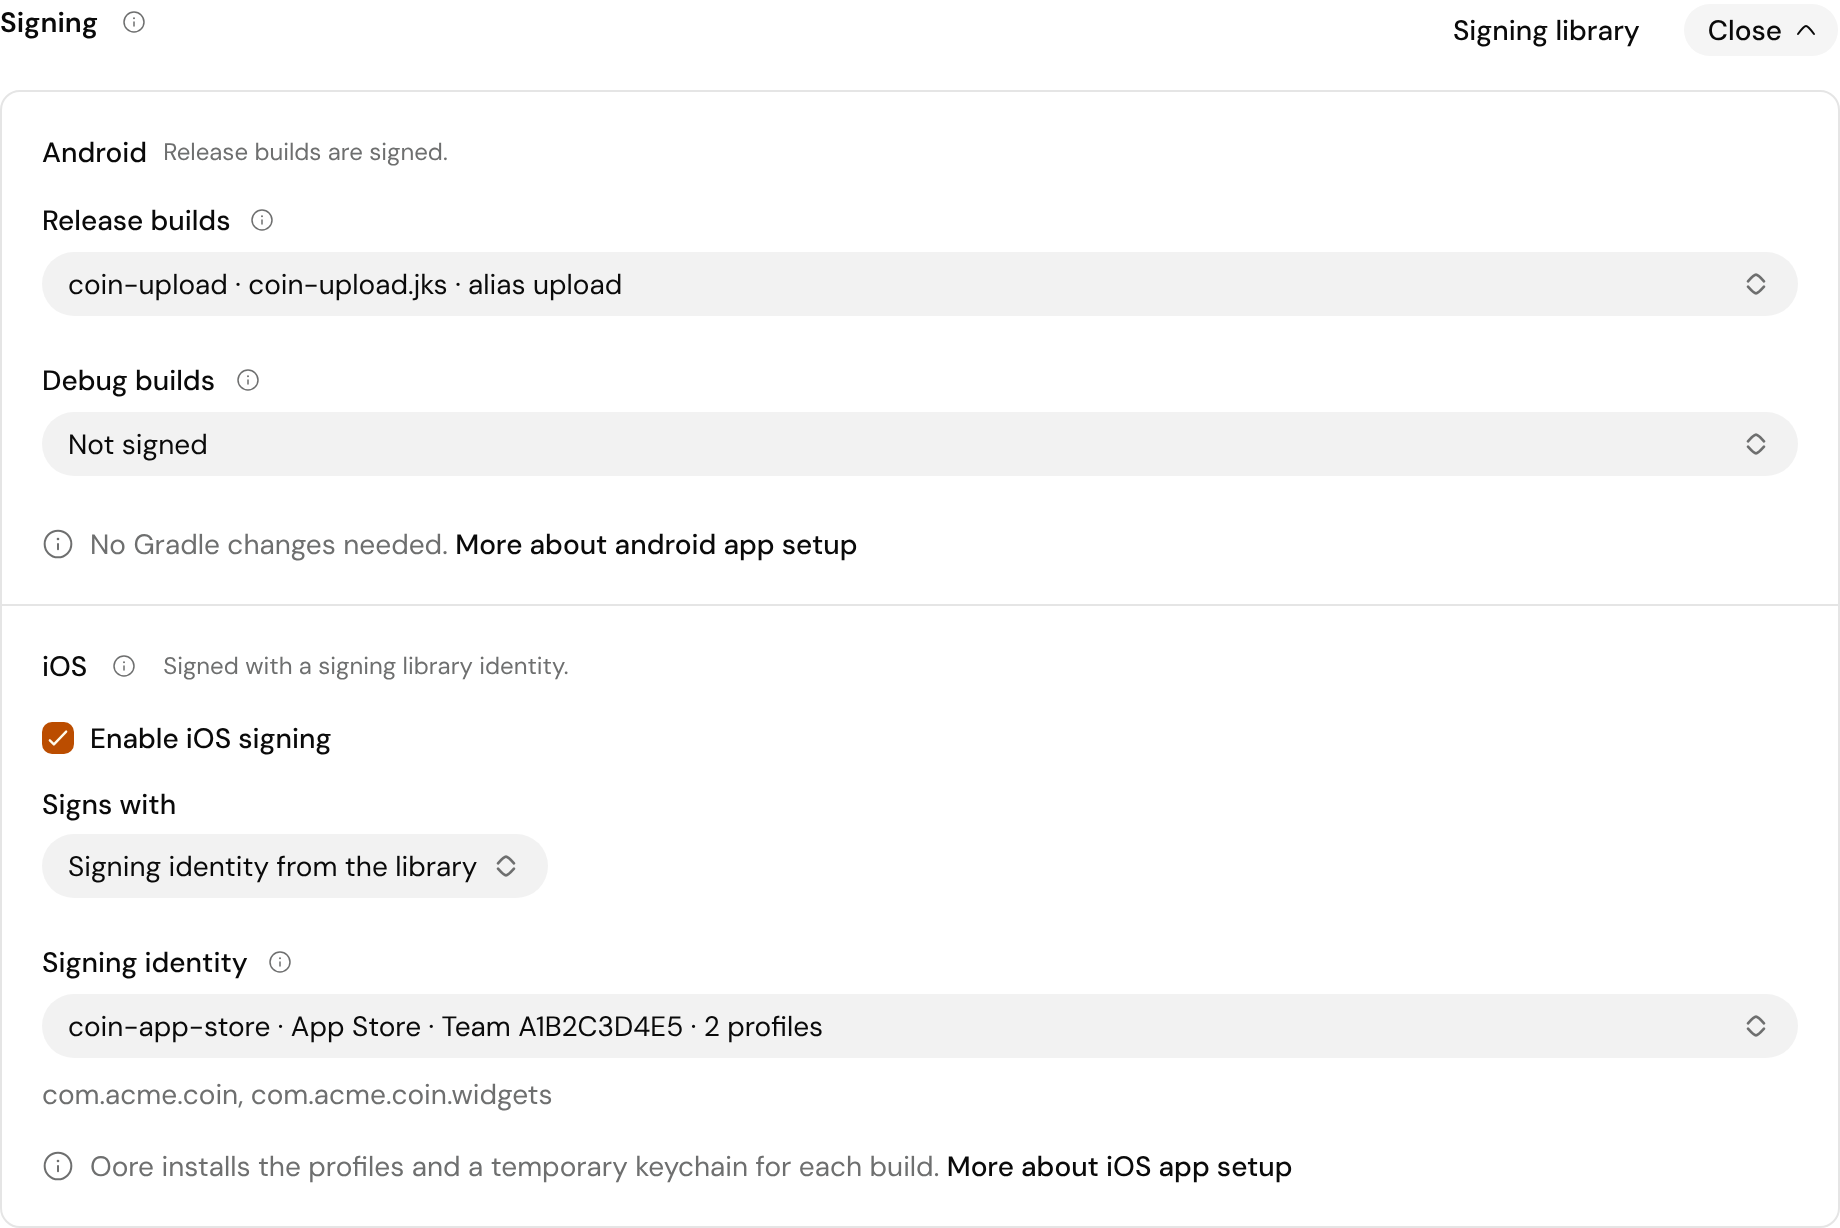 Signing
Signing library
Close
Android Release builds are signed.
Release builds
coin-upload · coin-upload.jks · alias upload
Debug builds
Not signed
No Gradle changes needed. More about android app setup
iOS Signed with a signing library identity.
Enable iOS signing
Signs with
Signing identity from the library
Signing identity
coin-app-store · App Store · Team A1B2C3D4E5 · 2 profiles
com.acme.coin, com.acme.coin.widgets
Oore installs the profiles and a temporary keychain for each build. More about iOS app setup